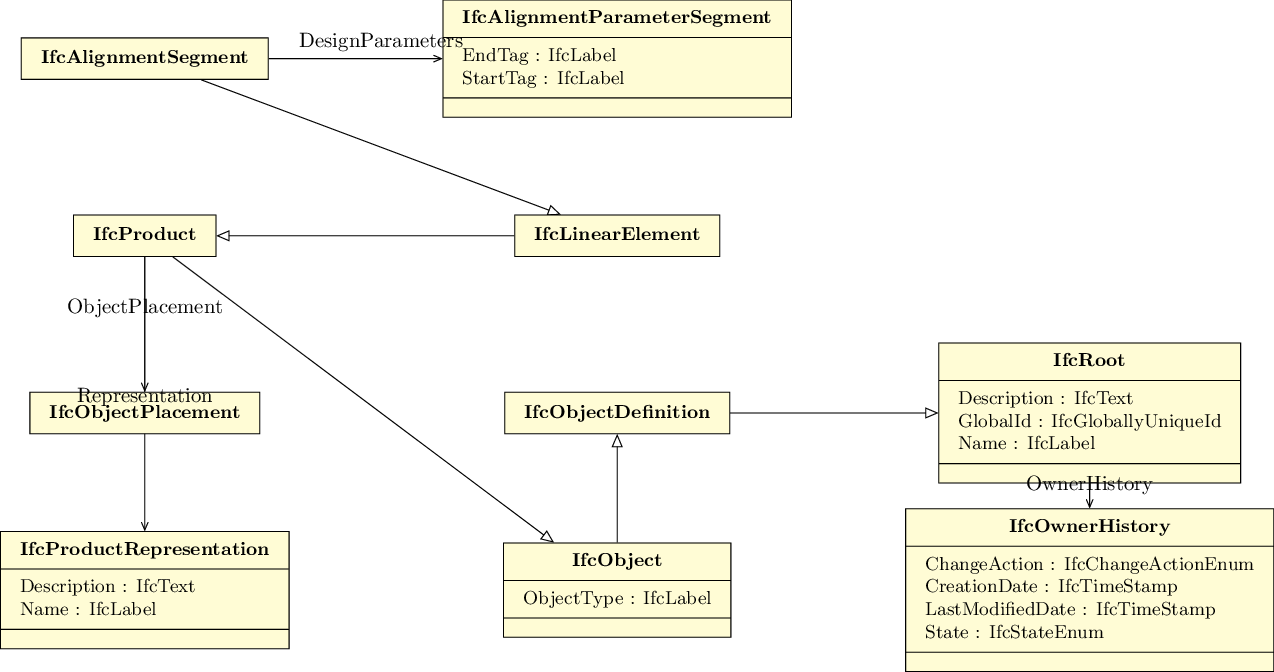 IfcAlignmentSegment
DesignParameters
IfcAlignmentParameterSegment
EndTag : IfcLabel
StartTag : IfcLabel
IfcProduct
IfcLinearElement
ObjectPlacement
Representation
IfcObjectPlacement
IfcObjectDefinition
IfcRoot
Description : IfcText
GlobalId : IfcGloballyUniqueId
Name : IfcLabel
OwnerHistory
IfcProductRepresentation
Description : IfcText
Name : IfcLabel
IfcObject
ObjectType : IfcLabel
IfcOwnerHistory
ChangeAction : IfcChangeActionEnum
CreationDate : IfcTimeStamp
LastModifiedDate : IfcTimeStamp
State : IfcStateEnum